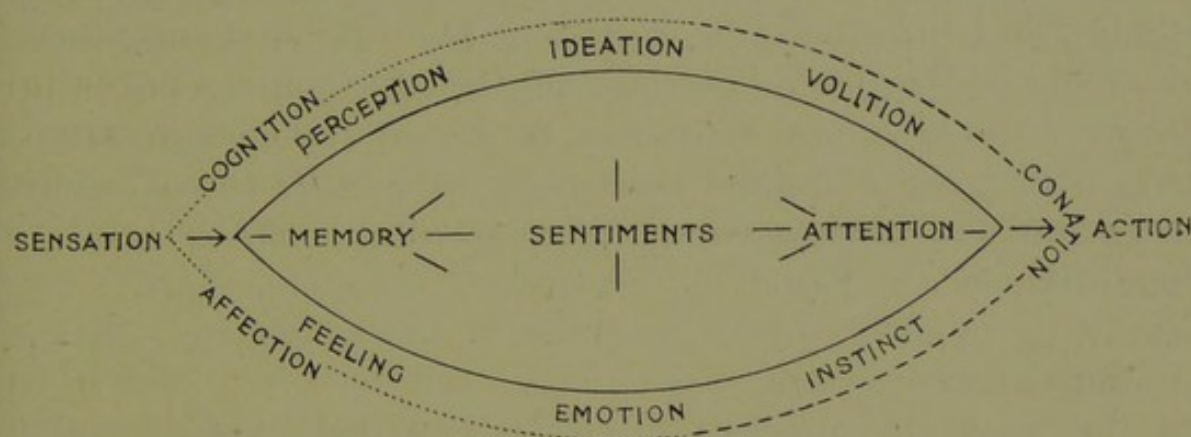 IDEATION
COGNITION
PERCEPTION
VOLITION
SENSATION
MEMORY
SENTIMENTS
ATTENTION
CONATION
ACTION
AFFECTION
FEELING
INSTINCT
EMOTION